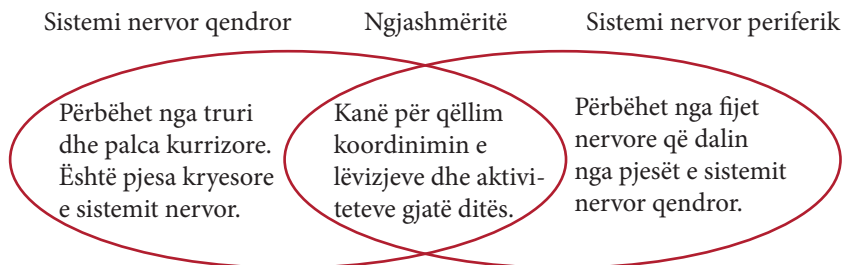 Sistemi nervor qendror
Ngjashmëritë
Sistemi nervor periferik
Përbëhet nga truri
dhe palca kurrizore.
Është pjesa kryesore
e sistemit nervor.
Kanë për qëllim
koordinimin e
lëvizjeve dhe aktivi-
teteve gjatë ditës.
Përbëhet nga fijet
nervore që dalin
nga pjesët e sistemit
nervor qendror.